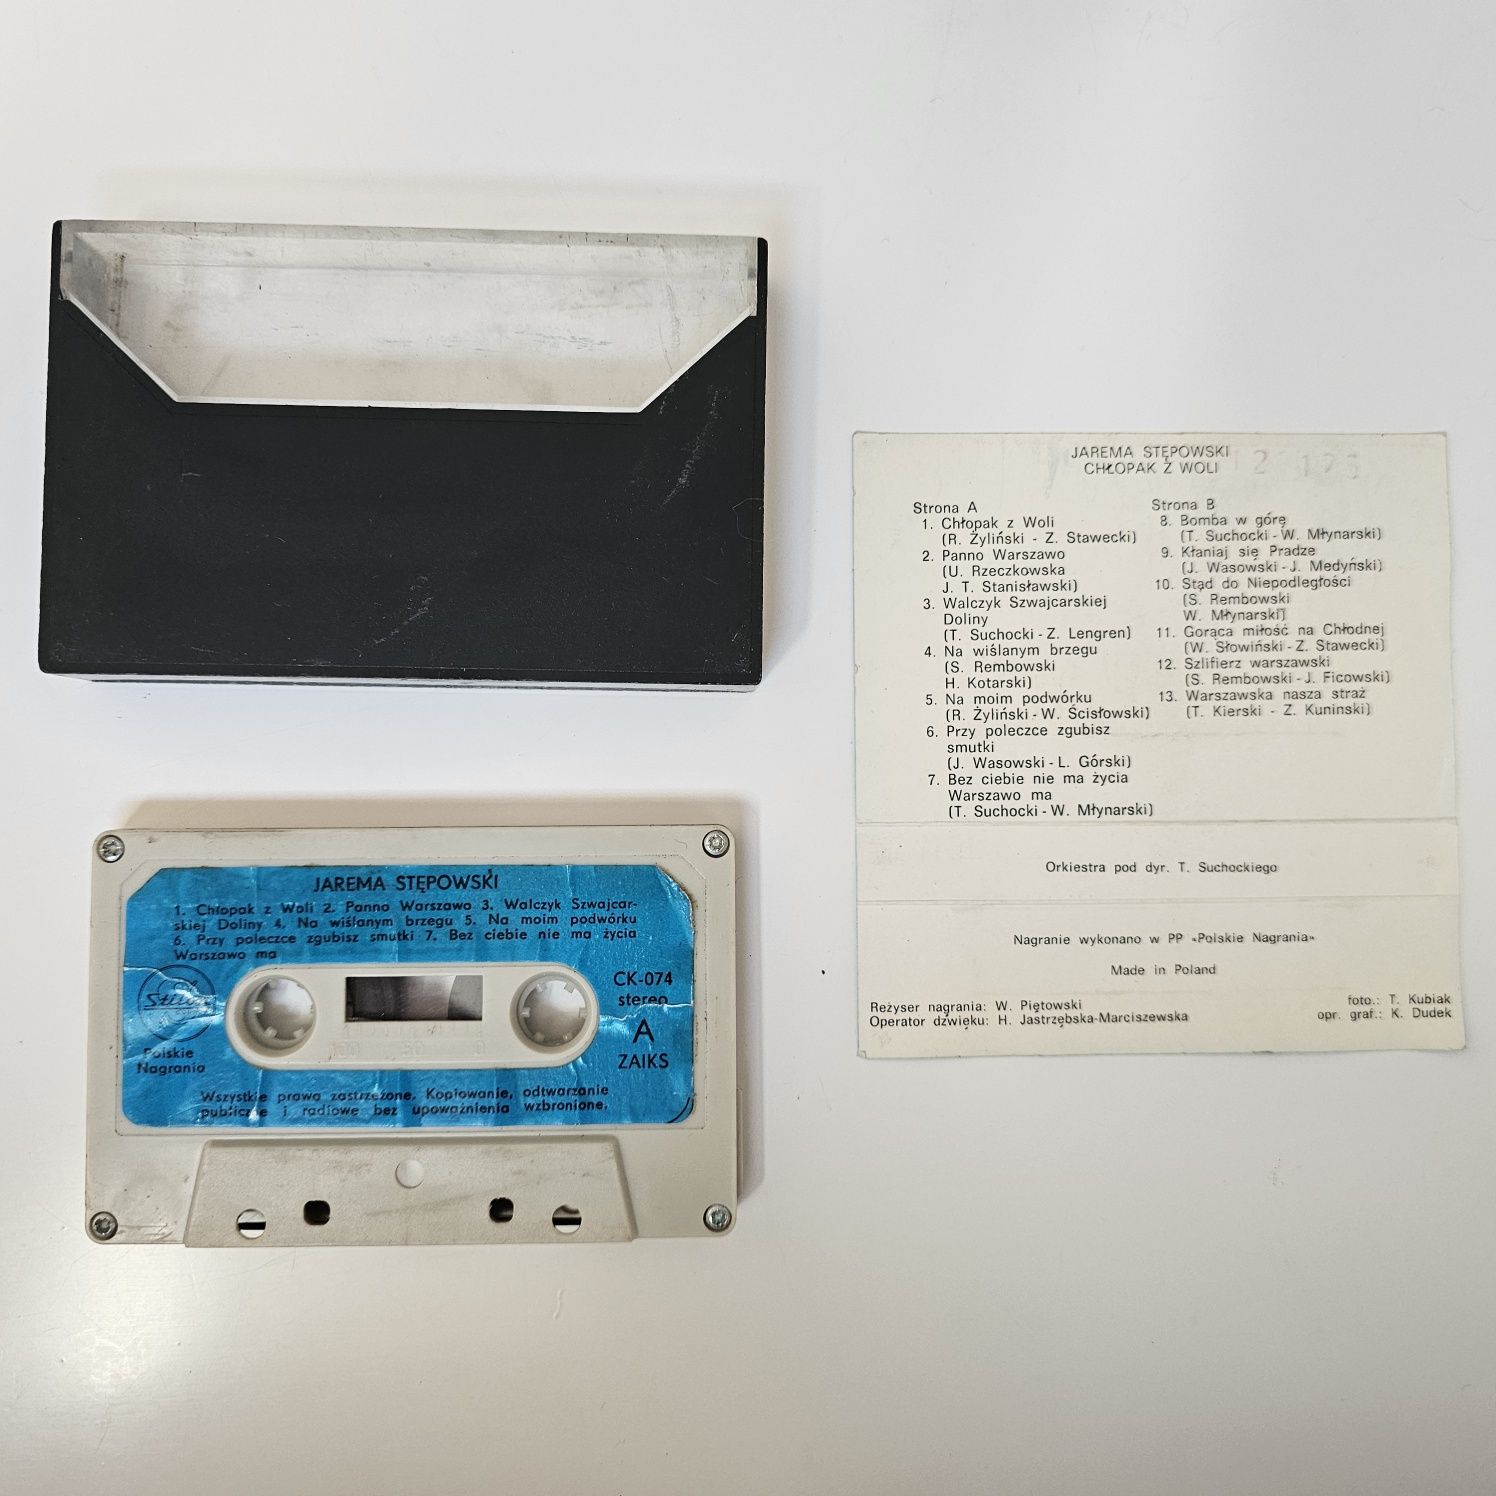 JAREMA STĘPOWSKI
CHŁOPAK Z WOLI
Strona A
1. Chłopak z Woli
(R. Żyliński - Z. Stawecki)
2. Panno Warszawo
(U. Rzeczkowska
J. T. Stanisławski)
3. Walczyk Szwajcarskiej
Doliny
(T. Suchocki - Z. Lengren)
4. Na wiślanym brzegu
(S. Rembowski
H. Kotarski)
5. Na moim podwórku
(R. Żyliński - W. Ścisłowski)
6. Przy poleczce zgubisz
smutki
(J. Wasowski - L. Górski)
7. Bez ciebie nie ma życia
Warszawo ma
(T. Suchocki - W. Młynarski)
Strona B
8. Bomba w górę
(T. Suchocki - W. Młynarski)
9. Kłaniaj się Pradze
(J. Wasowski - J. Medyński)
10. Stąd do Niepodległości
(S. Rembowski
W. Młynarski)
11. Gorąca miłość na Chłodnej
(W. Słowiński - Z. Stawecki)
12. Szlifierz warszawski
(S. Rembowski - J. Ficowski)
13. Warszawska nasza straż
(T. Kierski - Z. Kuninski)
Orkiestra pod dyr. T. Suchockiego
Nagranie wykonano w PP »Polskie Nagrania»
Made in Poland
Reżyser nagrania: W. Piętowski
Operator dźwięku: H. Jastrzębska-Marciszewska
foto.: T. Kubiak
opr. graf.: K. Dudek
JAREMA STĘPOWSKI
1. Chłopak z Woli 2. Panno Warszawo 3. Walczyk Szwajcar-
skiej Doliny 4. Na wiślanym brzegu 5. Na moim podwórku
6. Przy poleczce zgubisz smutki 7. Bez ciebie nie ma życia
Warszawo ma
Stilon
Polskie
Nagrania
CK-074
stereo
A
ZAIKS
100 50 0
Wszystkie prawa zastrzeżone. Kopiowanie, odtwarzanie
publiczne i radiowe bez upoważnienia wzbronione.